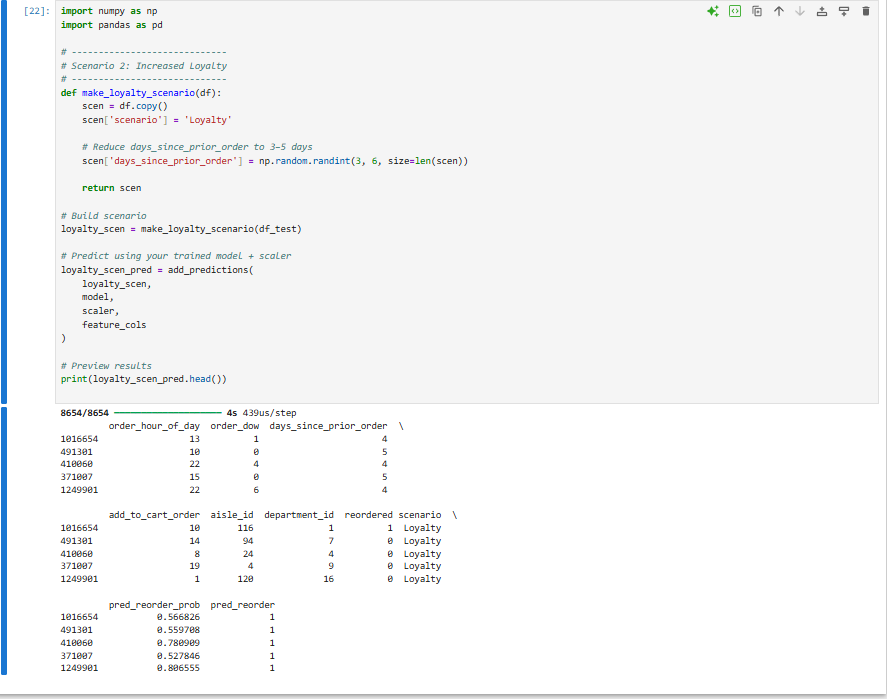 [22]: import numpy as np
import pandas as pd
# ----------------------------
# Scenario 2: Increased Loyalty
# ----------------------------
def make_loyalty_scenario(df):
    scen = df.copy()
    scen['scenario'] = 'Loyalty'
    # Reduce days_since_prior_order to 3–5 days
    scen['days_since_prior_order'] = np.random.randint(3, 6, size=len(scen))
    return scen
# Build scenario
loyalty_scen = make_loyalty_scenario(df_test)
# Predict using your trained model + scaler
loyalty_scen_pred = add_predictions(
    loyalty_scen,
    model,
    scaler,
    feature_cols
)
# Preview results
print(loyalty_scen_pred.head())
8654/8654 ━━━━━━━━━━━━━━━━━━━━ 4s 439us/step
         order_hour_of_day  order_dow  days_since_prior_order  \
1016654                 13          1                       4
491301                  10          0                       5
410060                  22          4                       4
371007                  15          0                       5
1249901                 22          6                       4
         add_to_cart_order  aisle_id  department_id  reordered scenario  \
1016654                 10       116              1          1  Loyalty
491301                  14        94              7          0  Loyalty
410060                   8        24              4          0  Loyalty
371007                  19         4              9          0  Loyalty
1249901                  1       120             16          0  Loyalty
         pred_reorder_prob  pred_reorder
1016654           0.566826             1
491301            0.559708             1
410060            0.780909             1
371007            0.527846             1
1249901           0.806555             1